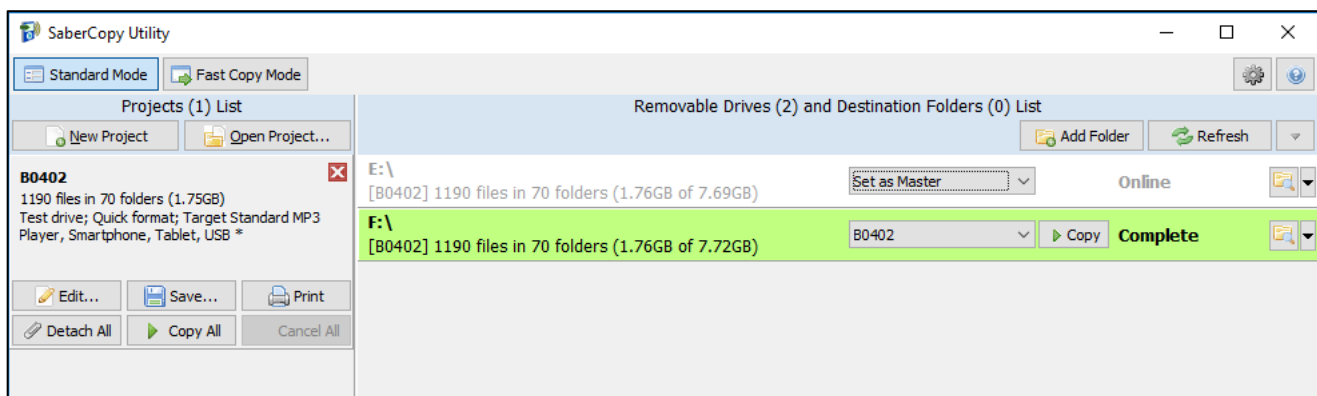 SaberCopy Utility
Standard Mode Fast Copy Mode
Projects (1) List
New Project Open Project...
B0402
1190 files in 70 folders (1.75GB)
Test drive; Quick format; Target Standard MP3
Player, Smartphone, Tablet, USB *
Edit... Save... Print
Detach All Copy All Cancel All
Removable Drives (2) and Destination Folders (0) List
Add Folder Refresh
E:\
[B0402] 1190 files in 70 folders (1.76GB of 7.69GB)
Set as Master Online
F:\
[B0402] 1190 files in 70 folders (1.76GB of 7.72GB)
B0402 Copy Complete